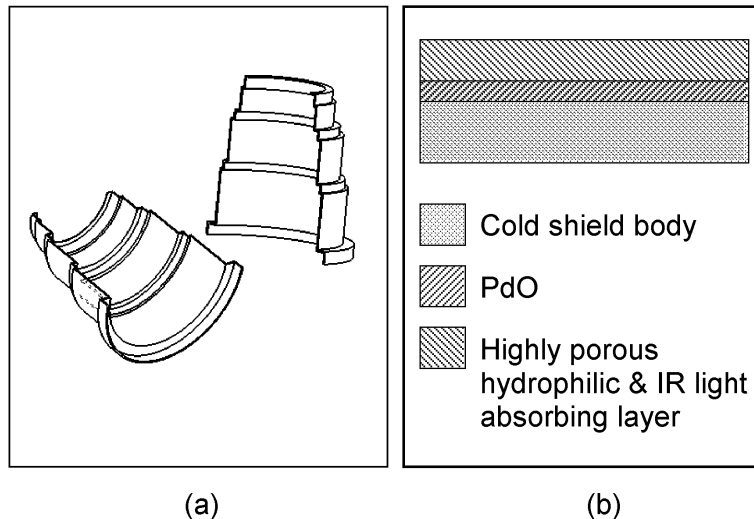 Cold shield body
PdO
Highly porous
hydrophilic & IR light
absorbing layer
(a)
(b)